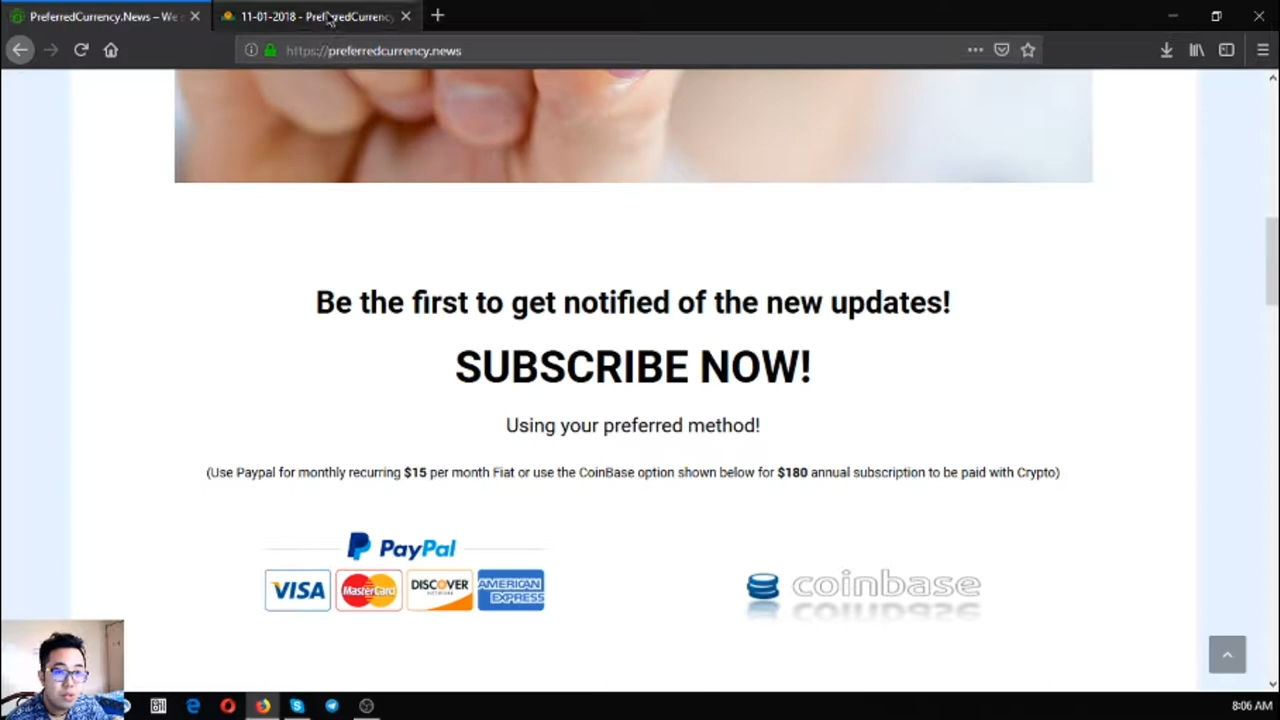 PreferredCurrency.News – We
11-01-2018 - PreferredCurrency
https://preferredcurrency.news
Be the first to get notified of the new updates!
SUBSCRIBE NOW!
Using your preferred method!
(Use Paypal for monthly recurring $15 per month Fiat or use the CoinBase option shown below for $180 annual subscription to be paid with Crypto)
PayPal
VISA MasterCard DISCOVER NETWORK AMERICAN EXPRESS
coinbase
8:06 AM